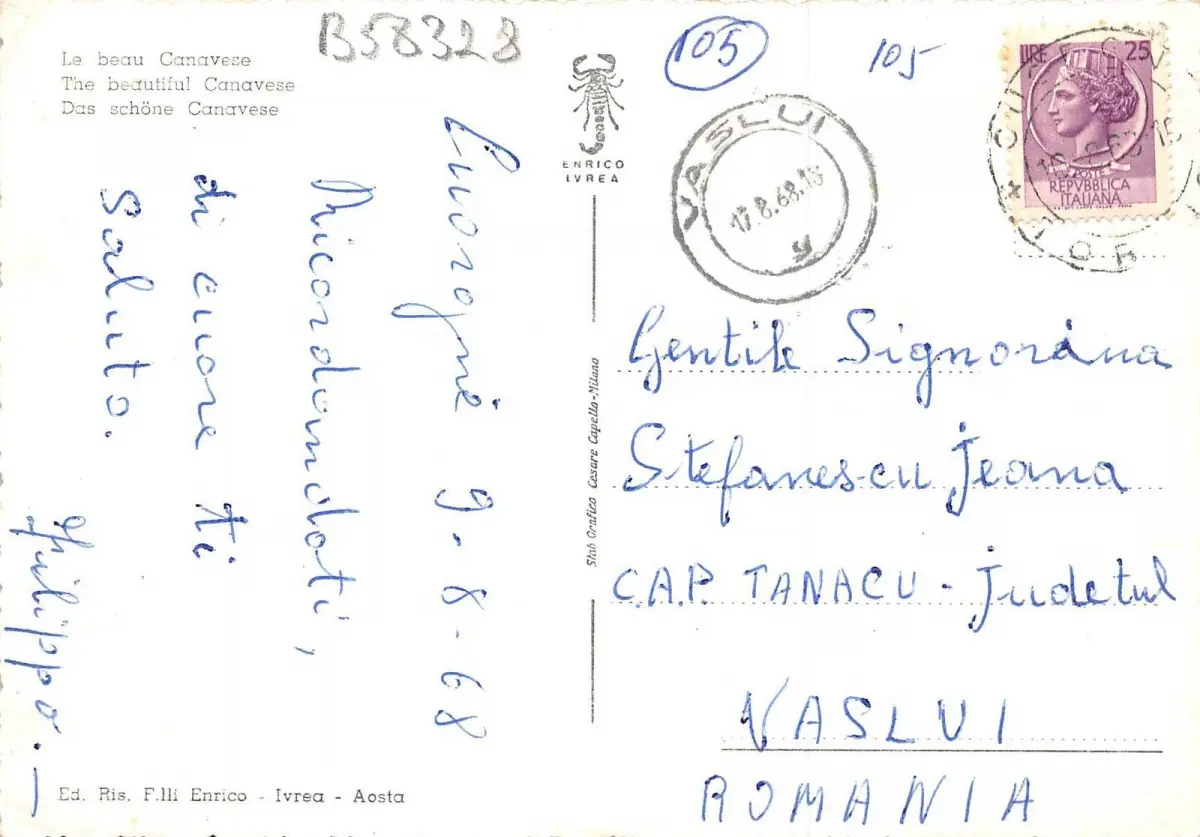 B58328
Le beau Canavese
The beautiful Canavese
Das schöne Canavese
Cuorgnè 9-8-68
Ricordandoti,
di cuore ti
Saluto.
Filippo.
Ed. Ris. F.lli Enrico - Ivrea - Aosta
ENRICO
IVREA
Stab Grafico Cesare Capello-Milano
105
105
VASLUI
17.8.68.18
LIRE 25
POSTE
REPVBBLICA
ITALIANA
Gentile Signorina
Stefanescu Jeana
C.A.P. TANACU - Judetul
VASLUI
ROMANIA